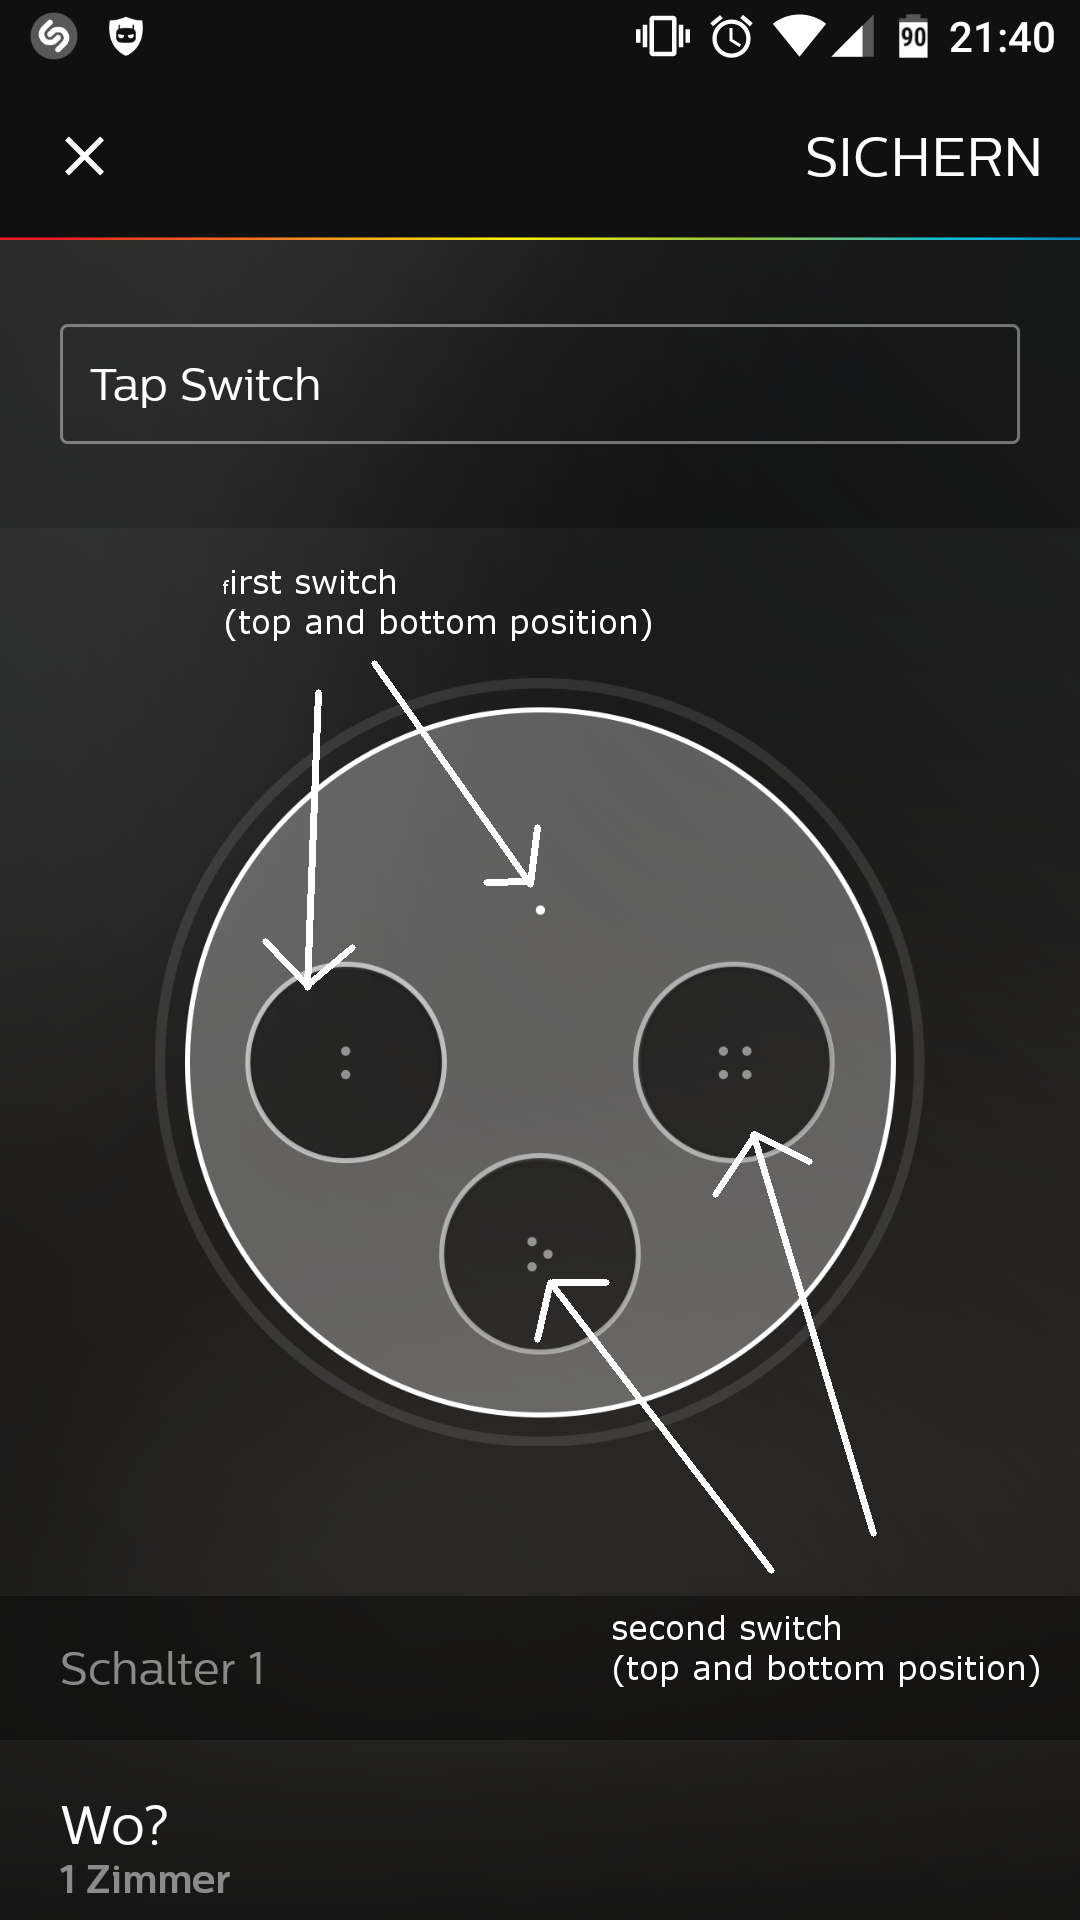 90 21:40
SICHERN
Tap Switch
first switch
(top and bottom position)
second switch
(top and bottom position)
Schalter 1
Wo?
1 Zimmer